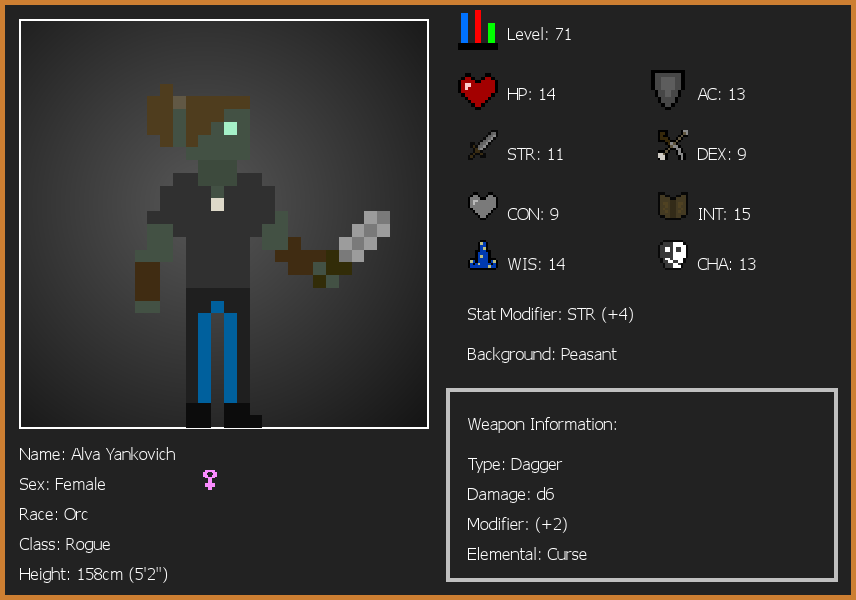 Level: 71
HP: 14
AC: 13
STR: 11
DEX: 9
CON: 9
INT: 15
WIS: 14
CHA: 13
Stat Modifier: STR (+4)
Background: Peasant
Weapon Information:
Type: Dagger
Damage: d6
Modifier: (+2)
Elemental: Curse
Name: Alva Yankovich
Sex: Female
Race: Orc
Class: Rogue
Height: 158cm (5'2")